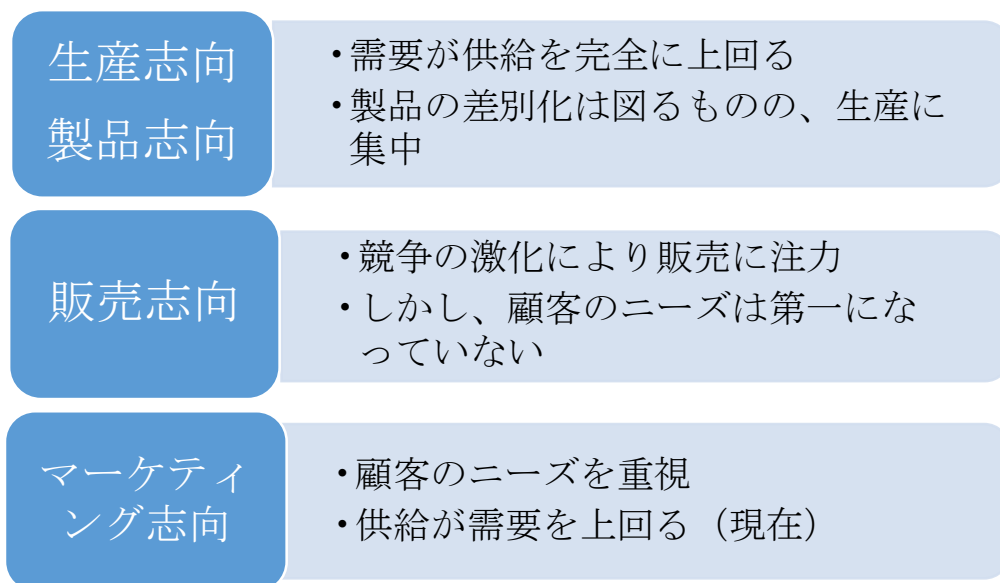 生産志向
製品志向
・需要が供給を完全に上回る
・製品の差別化は図るものの、生産に
集中
販売志向
・競争の激化により販売に注力
・しかし、顧客のニーズは第一にな
っていない
マーケティ
ング志向
・顧客のニーズを重視
・供給が需要を上回る（現在）